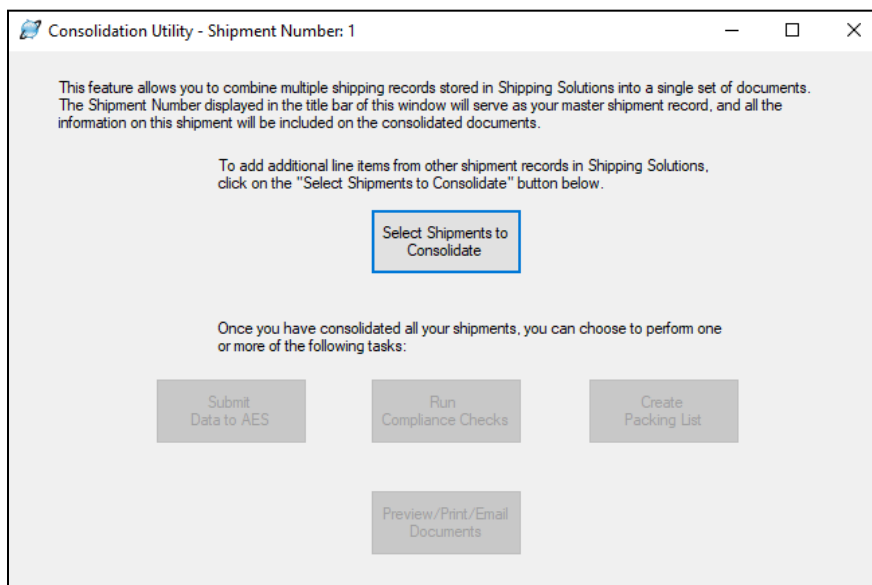 Consolidation Utility - Shipment Number: 1
This feature allows you to combine multiple shipping records stored in Shipping Solutions into a single set of documents.
The Shipment Number displayed in the title bar of this window will serve as your master shipment record, and all the
information on this shipment will be included on the consolidated documents.
To add additional line items from other shipment records in Shipping Solutions,
click on the "Select Shipments to Consolidate" button below.
Select Shipments to
Consolidate
Once you have consolidated all your shipments, you can choose to perform one
or more of the following tasks:
Submit
Data to AES
Run
Compliance Checks
Create
Packing List
Preview/Print/Email
Documents